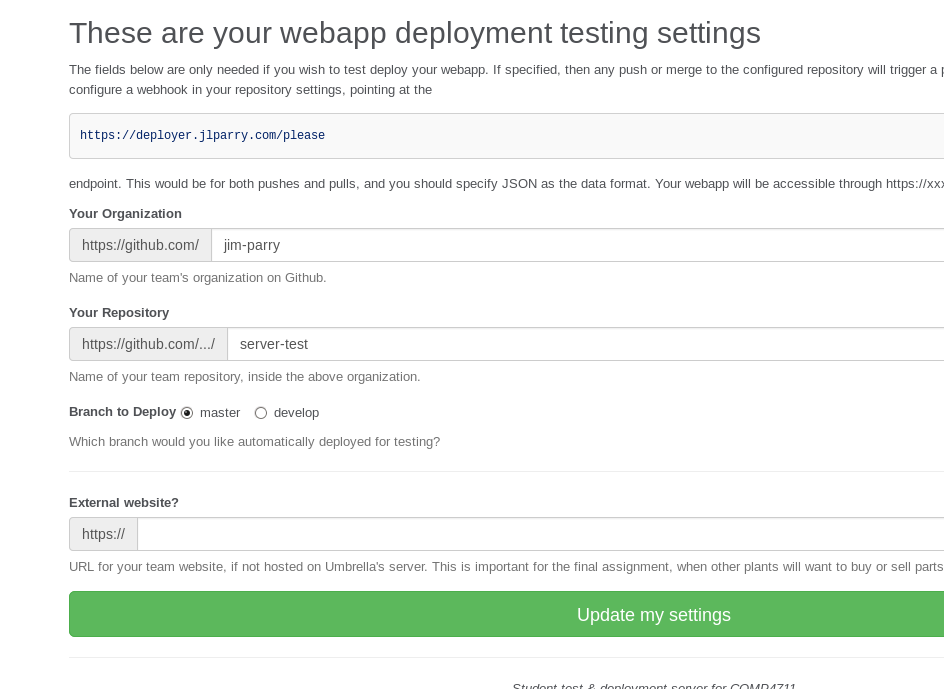 These are your webapp deployment testing settings
The fields below are only needed if you wish to test deploy your webapp. If specified, then any push or merge to the configured repository will trigger a
configure a webhook in your repository settings, pointing at the
https://deployer.jlparry.com/please
endpoint. This would be for both pushes and pulls, and you should specify JSON as the data format. Your webapp will be accessible through https://xxx
Your Organization
https://github.com/ jim-parry
Name of your team's organization on Github.
Your Repository
https://github.com/.../ server-test
Name of your team repository, inside the above organization.
Branch to Deploy master develop
Which branch would you like automatically deployed for testing?
External website?
https://
URL for your team website, if not hosted on Umbrella's server. This is important for the final assignment, when other plants will want to buy or sell parts
Update my settings
Student test & deployment server for COMP4711